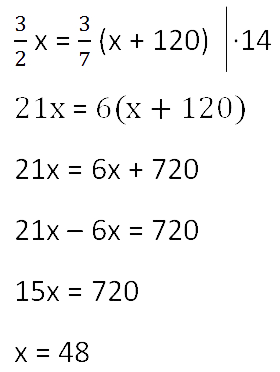 3/2 x = 3/7 (x + 120) | ·14
21x = 6(x + 120)
21x = 6x + 720
21x – 6x = 720
15x = 720
x = 48